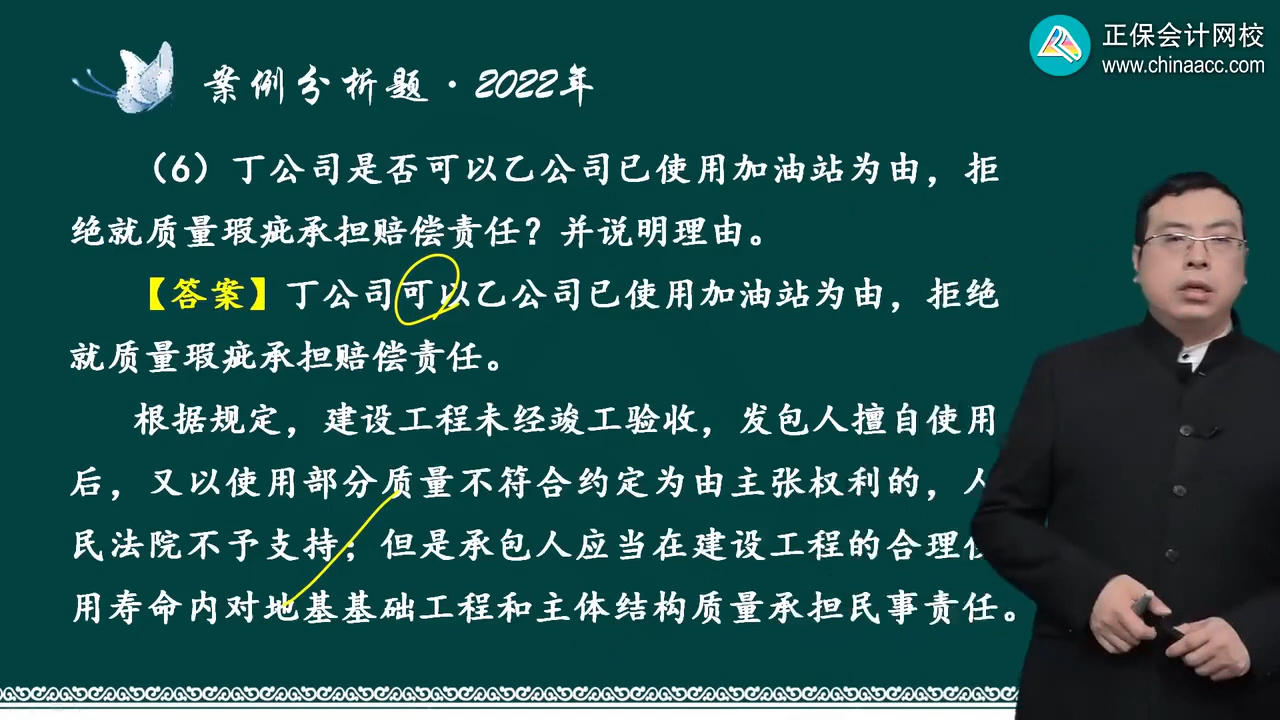 正保会计网校
www.chinaacc.com
案例分析题·2022年
（6）丁公司是否可以乙公司已使用加油站为由，拒
绝就质量瑕疵承担赔偿责任？并说明理由。
【答案】丁公司可以乙公司已使用加油站为由，拒绝
就质量瑕疵承担赔偿责任。
根据规定，建设工程未经竣工验收，发包人擅自使用
后，又以使用部分质量不符合约定为由主张权利的，人
民法院不予支持；但是承包人应当在建设工程的合理使
用寿命内对地基基础工程和主体结构质量承担民事责任。